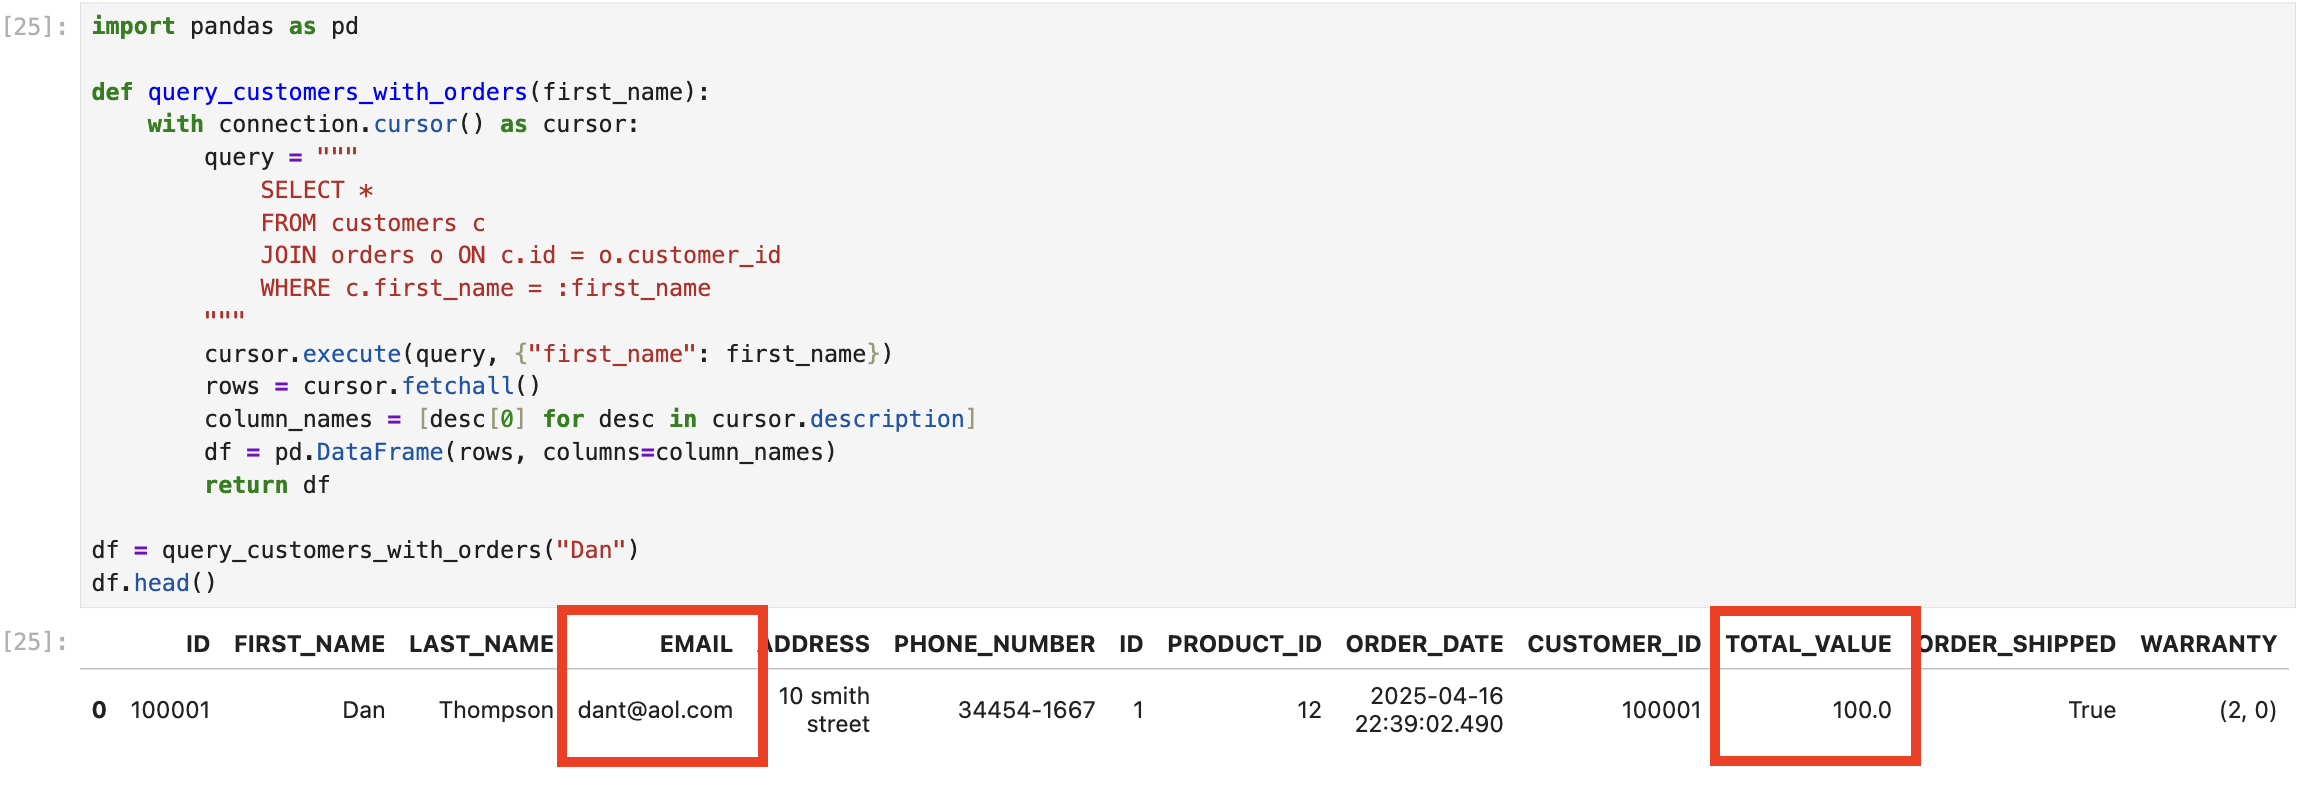 [25]:
import pandas as pd
def query_customers_with_orders(first_name):
    with connection.cursor() as cursor:
        query = """
            SELECT *
            FROM customers c
            JOIN orders o ON c.id = o.customer_id
            WHERE c.first_name = :first_name
        """
        cursor.execute(query, {"first_name": first_name})
        rows = cursor.fetchall()
        column_names = [desc[0] for desc in cursor.description]
        df = pd.DataFrame(rows, columns=column_names)
        return df
df = query_customers_with_orders("Dan")
df.head()
[25]:
ID FIRST_NAME LAST_NAME EMAIL ADDRESS PHONE_NUMBER ID PRODUCT_ID ORDER_DATE CUSTOMER_ID TOTAL_VALUE ORDER_SHIPPED WARRANTY
0 100001 Dan Thompson dant@aol.com 10 smith street 34454-1667 1 12 2025-04-16 22:39:02.490 100001 100.0 True (2, 0)